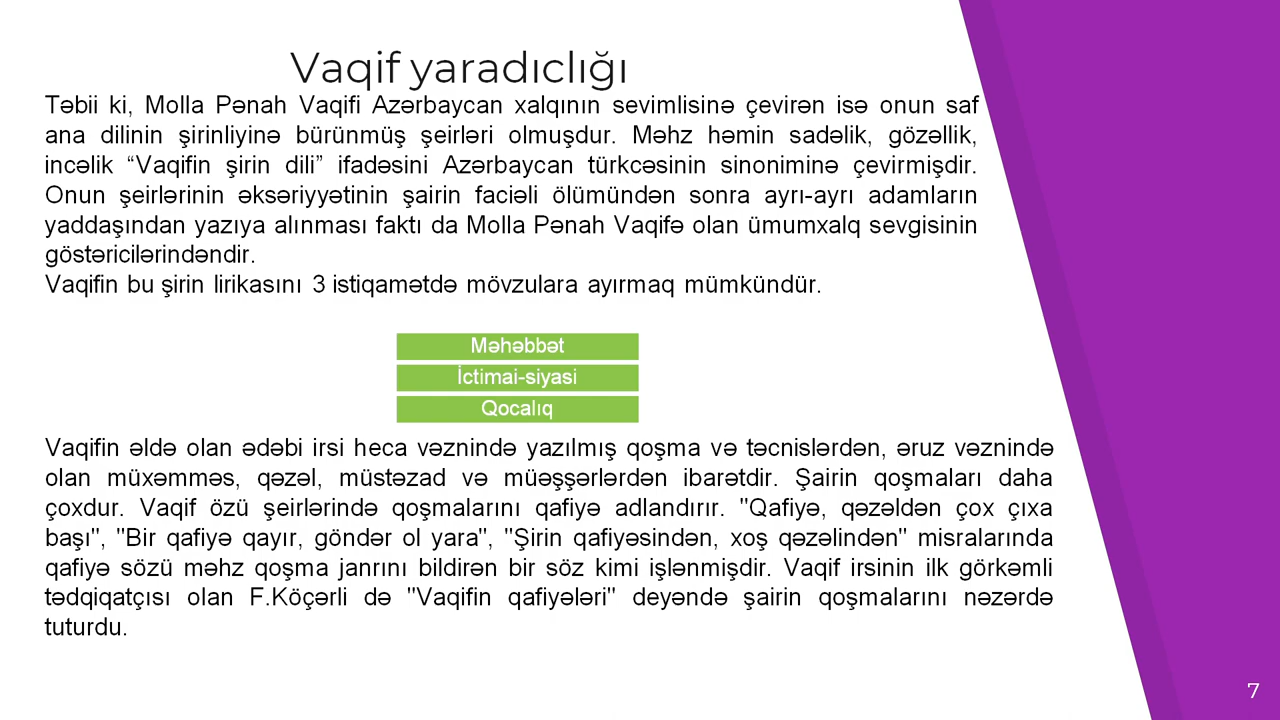 Vaqif yaradıclığı
Təbii ki, Molla Pənah Vaqifi Azərbaycan xalqının sevimlisinə çevirən isə onun saf
ana dilinin şirinliyinə bürünmüş şeirləri olmuşdur. Məhz həmin sadəlik, gözəllik,
incəlik “Vaqifin şirin dili” ifadəsini Azərbaycan türkcəsinin sinoniminə çevirmişdir.
Onun şeirlərinin əksəriyyətinin şairin faciəli ölümündən sonra ayrı-ayrı adamların
yaddaşından yazıya alınması faktı da Molla Pənah Vaqifə olan ümumxalq sevgisinin
göstəricilərindəndir.
Vaqifin bu şirin lirikasını 3 istiqamətdə mövzulara ayırmaq mümkündür.
Məhəbbət
İctimai-siyasi
Qocalıq
Vaqifin əldə olan ədəbi irsi heca vəznində yazılmış qoşma və təcnislərdən, əruz vəznində
olan müxəmməs, qəzəl, müstəzad və müəşşərlərdən ibarətdir. Şairin qoşmaları daha
çoxdur. Vaqif özü şeirlərində qoşmalarını qafiyə adlandırır. "Qafiyə, qəzəldən çox çıxa
başı", "Bir qafiyə qayır, göndər ol yara", "Şirin qafiyəsindən, xoş qəzəlindən" misralarında
qafiyə sözü məhz qoşma janrını bildirən bir söz kimi işlənmişdir. Vaqif irsinin ilk görkəmli
tədqiqatçısı olan F.Köçərli də "Vaqifin qafiyələri" deyəndə şairin qoşmalarını nəzərdə
tuturdu.
7